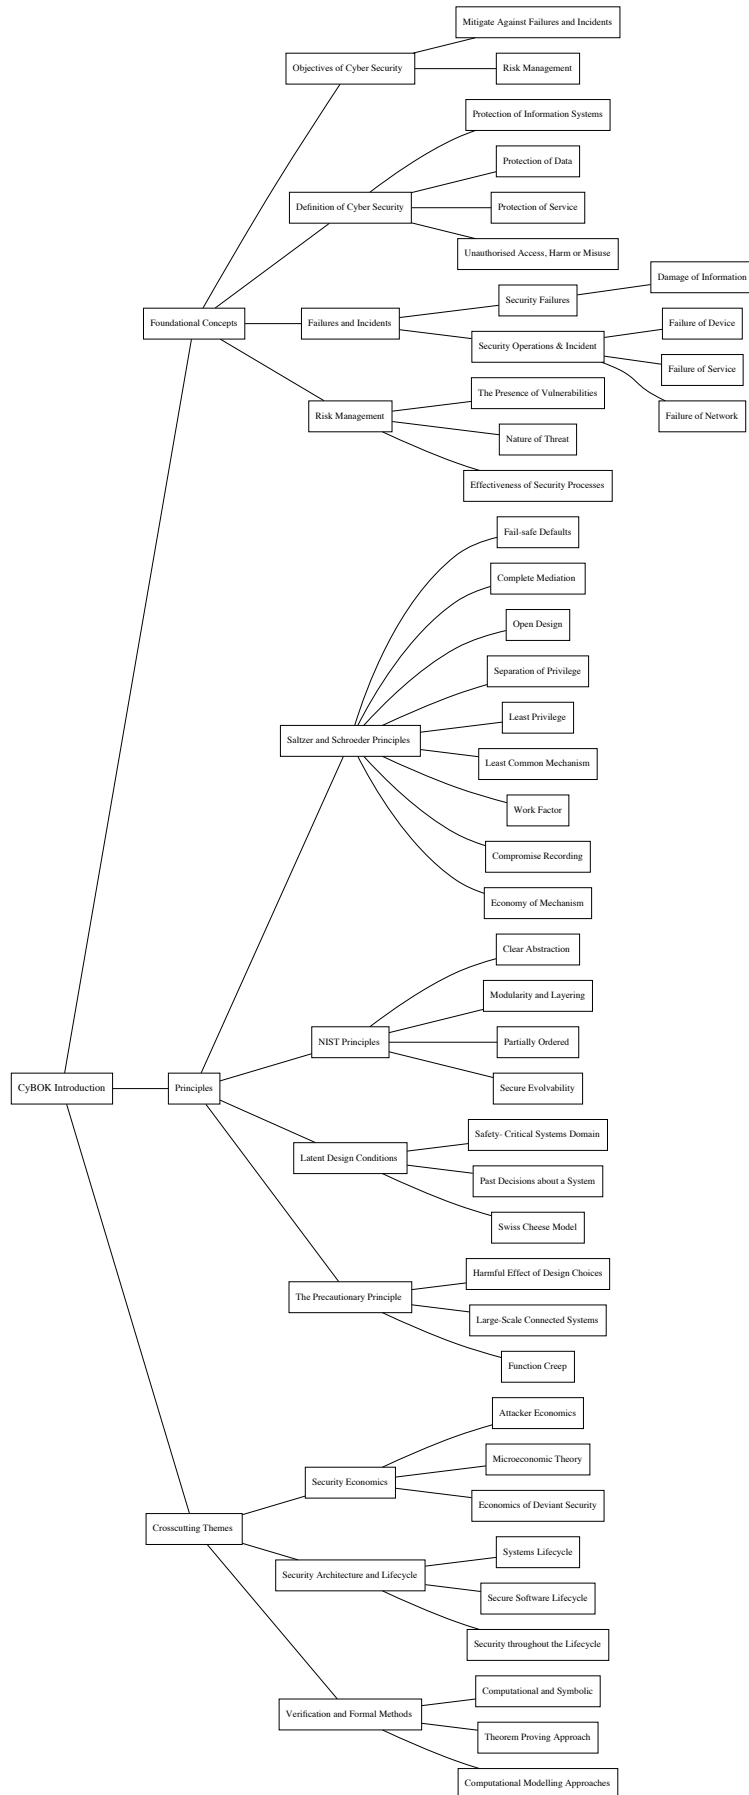 Mitigate Against Failures and Incidents
Objectives of Cyber Security
Risk Management
Protection of Information Systems
Protection of Data
Definition of Cyber Security
Protection of Service
Unauthorised Access, Harm or Misuse
Damage of Information
Security Failures
Foundational Concepts
Failures and Incidents
Failure of Device
Security Operations & Incident
Failure of Service
The Presence of Vulnerabilities
Risk Management
Failure of Network
Nature of Threat
Effectiveness of Security Processes
Fail-safe Defaults
Complete Mediation
Open Design
Separation of Privilege
Least Privilege
Saltzer and Schroeder Principles
Least Common Mechanism
Work Factor
Compromise Recording
Economy of Mechanism
Clear Abstraction
Modularity and Layering
NIST Principles
Partially Ordered
CyBOK Introduction
Principles
Secure Evolvability
Safety- Critical Systems Domain
Latent Design Conditions
Past Decisions about a System
Swiss Cheese Model
Harmful Effect of Design Choices
The Precautionary Principle
Large-Scale Connected Systems
Function Creep
Attacker Economics
Microeconomic Theory
Security Economics
Economics of Deviant Security
Crosscutting Themes
Systems Lifecycle
Security Architecture and Lifecycle
Secure Software Lifecycle
Security throughout the Lifecycle
Computational and Symbolic
Verification and Formal Methods
Theorem Proving Approach
Computational Modelling Approaches